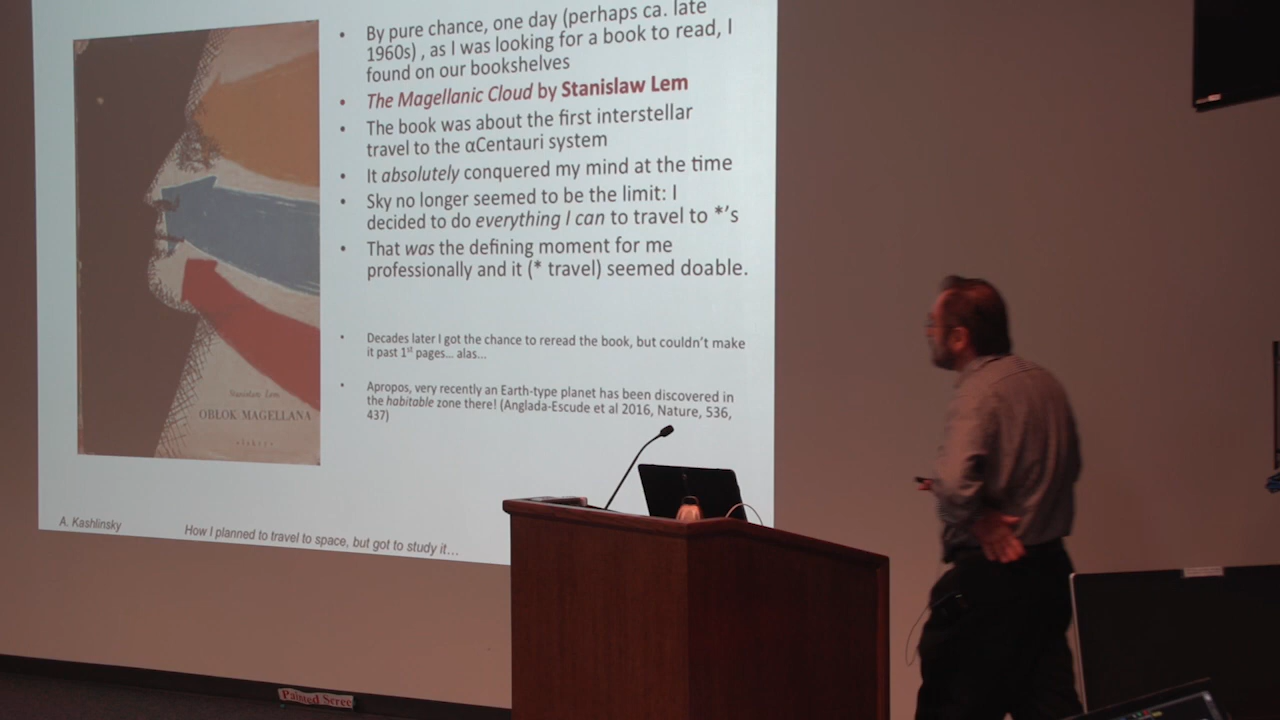 • By pure chance, one day (perhaps ca. late
1960s) , as I was looking for a book to read, I
found on our bookshelves
• The Magellanic Cloud by Stanislaw Lem
• The book was about the first interstellar
travel to the αCentauri system
• It absolutely conquered my mind at the time
• Sky no longer seemed to be the limit: I
decided to do everything I can to travel to *'s
• That was the defining moment for me
professionally and it (* travel) seemed doable.
• Decades later I got the chance to reread the book, but couldn't make
it past 1st pages... alas...
• Apropos, very recently an Earth-type planet has been discovered in
the habitable zone there! (Anglada-Escude et al 2016, Nature, 536,
437)
Stanisław Lem
OBŁOK MAGELLANA
A. Kashlinsky
How I planned to travel to space, but got to study it...
Painted Scree